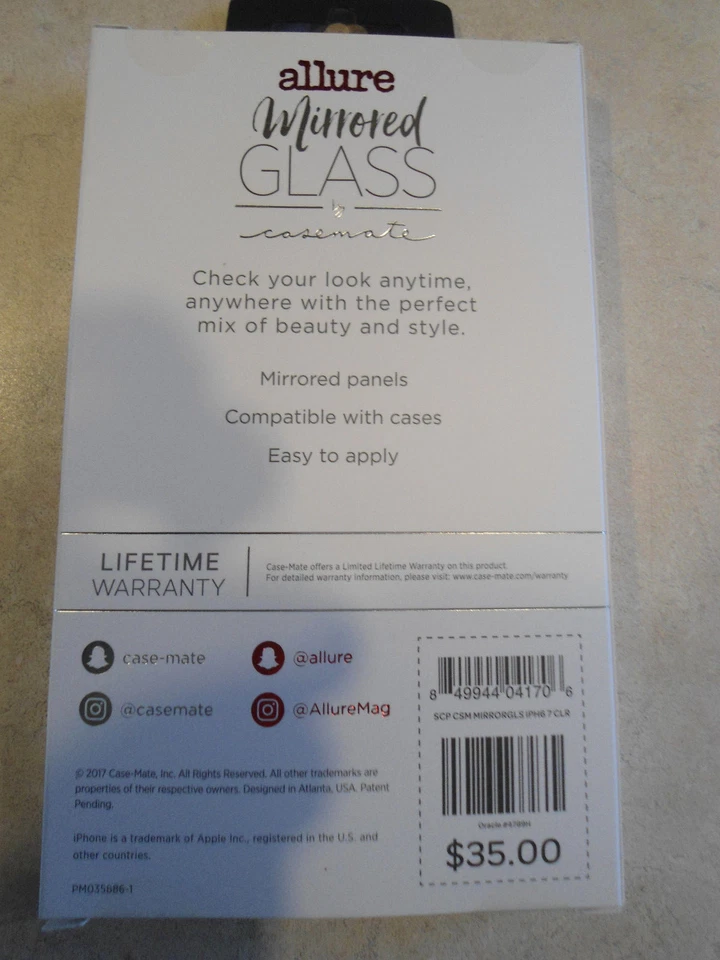 allure
Mirrored
GLASS
by
casemate
Check your look anytime,
anywhere with the perfect
mix of beauty and style.
Mirrored panels
Compatible with cases
Easy to apply
LIFETIME
WARRANTY
Case-Mate offers a Limited Lifetime Warranty on this product.
For detailed warranty information, please visit: www.case-mate.com/warranty
case-mate
@allure
@casemate
@AllureMag
8 49944 04170 6
SCP CSM MIRRORGLS IPH6 7 CLR
Oracle #4789H
$35.00
© 2017 Case-Mate, Inc. All Rights Reserved. All other trademarks are
properties of their respective owners. Designed in Atlanta, USA. Patent
Pending.
iPhone is a trademark of Apple Inc., registered in the U.S. and
other countries.
PM035686-1